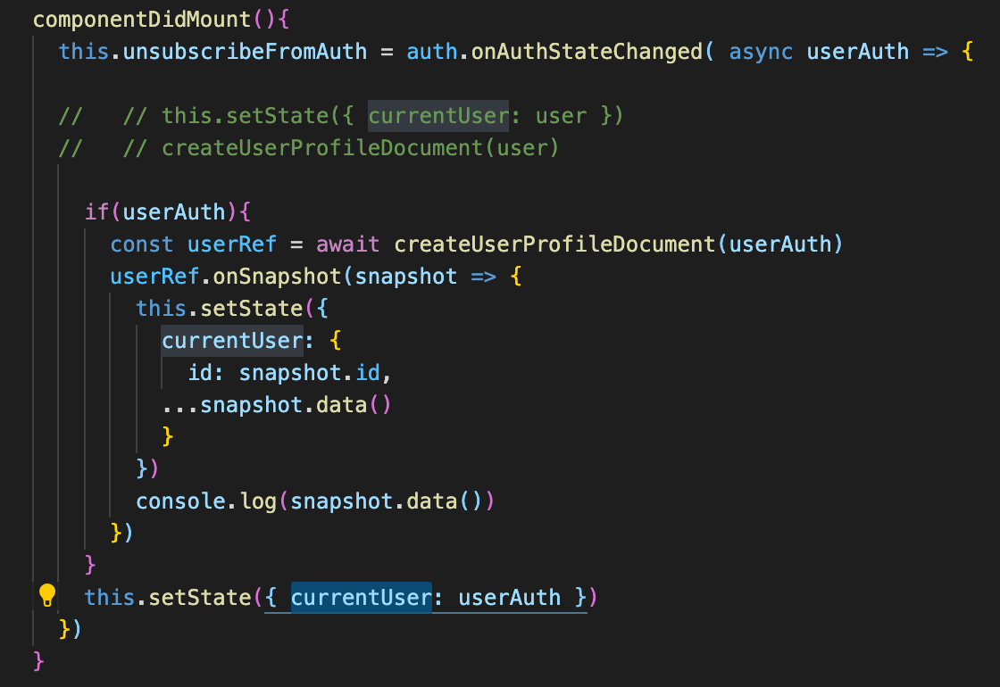 componentDidMount(){
this.unsubscribeFromAuth = auth.onAuthStateChanged( async userAuth => {
//   // this.setState({ currentUser: user })
//   // createUserProfileDocument(user)
if(userAuth){
const userRef = await createUserProfileDocument(userAuth)
userRef.onSnapshot(snapshot => {
this.setState({
currentUser: {
id: snapshot.id,
...snapshot.data()
}
})
console.log(snapshot.data())
})
}
this.setState({ currentUser: userAuth })
})
}